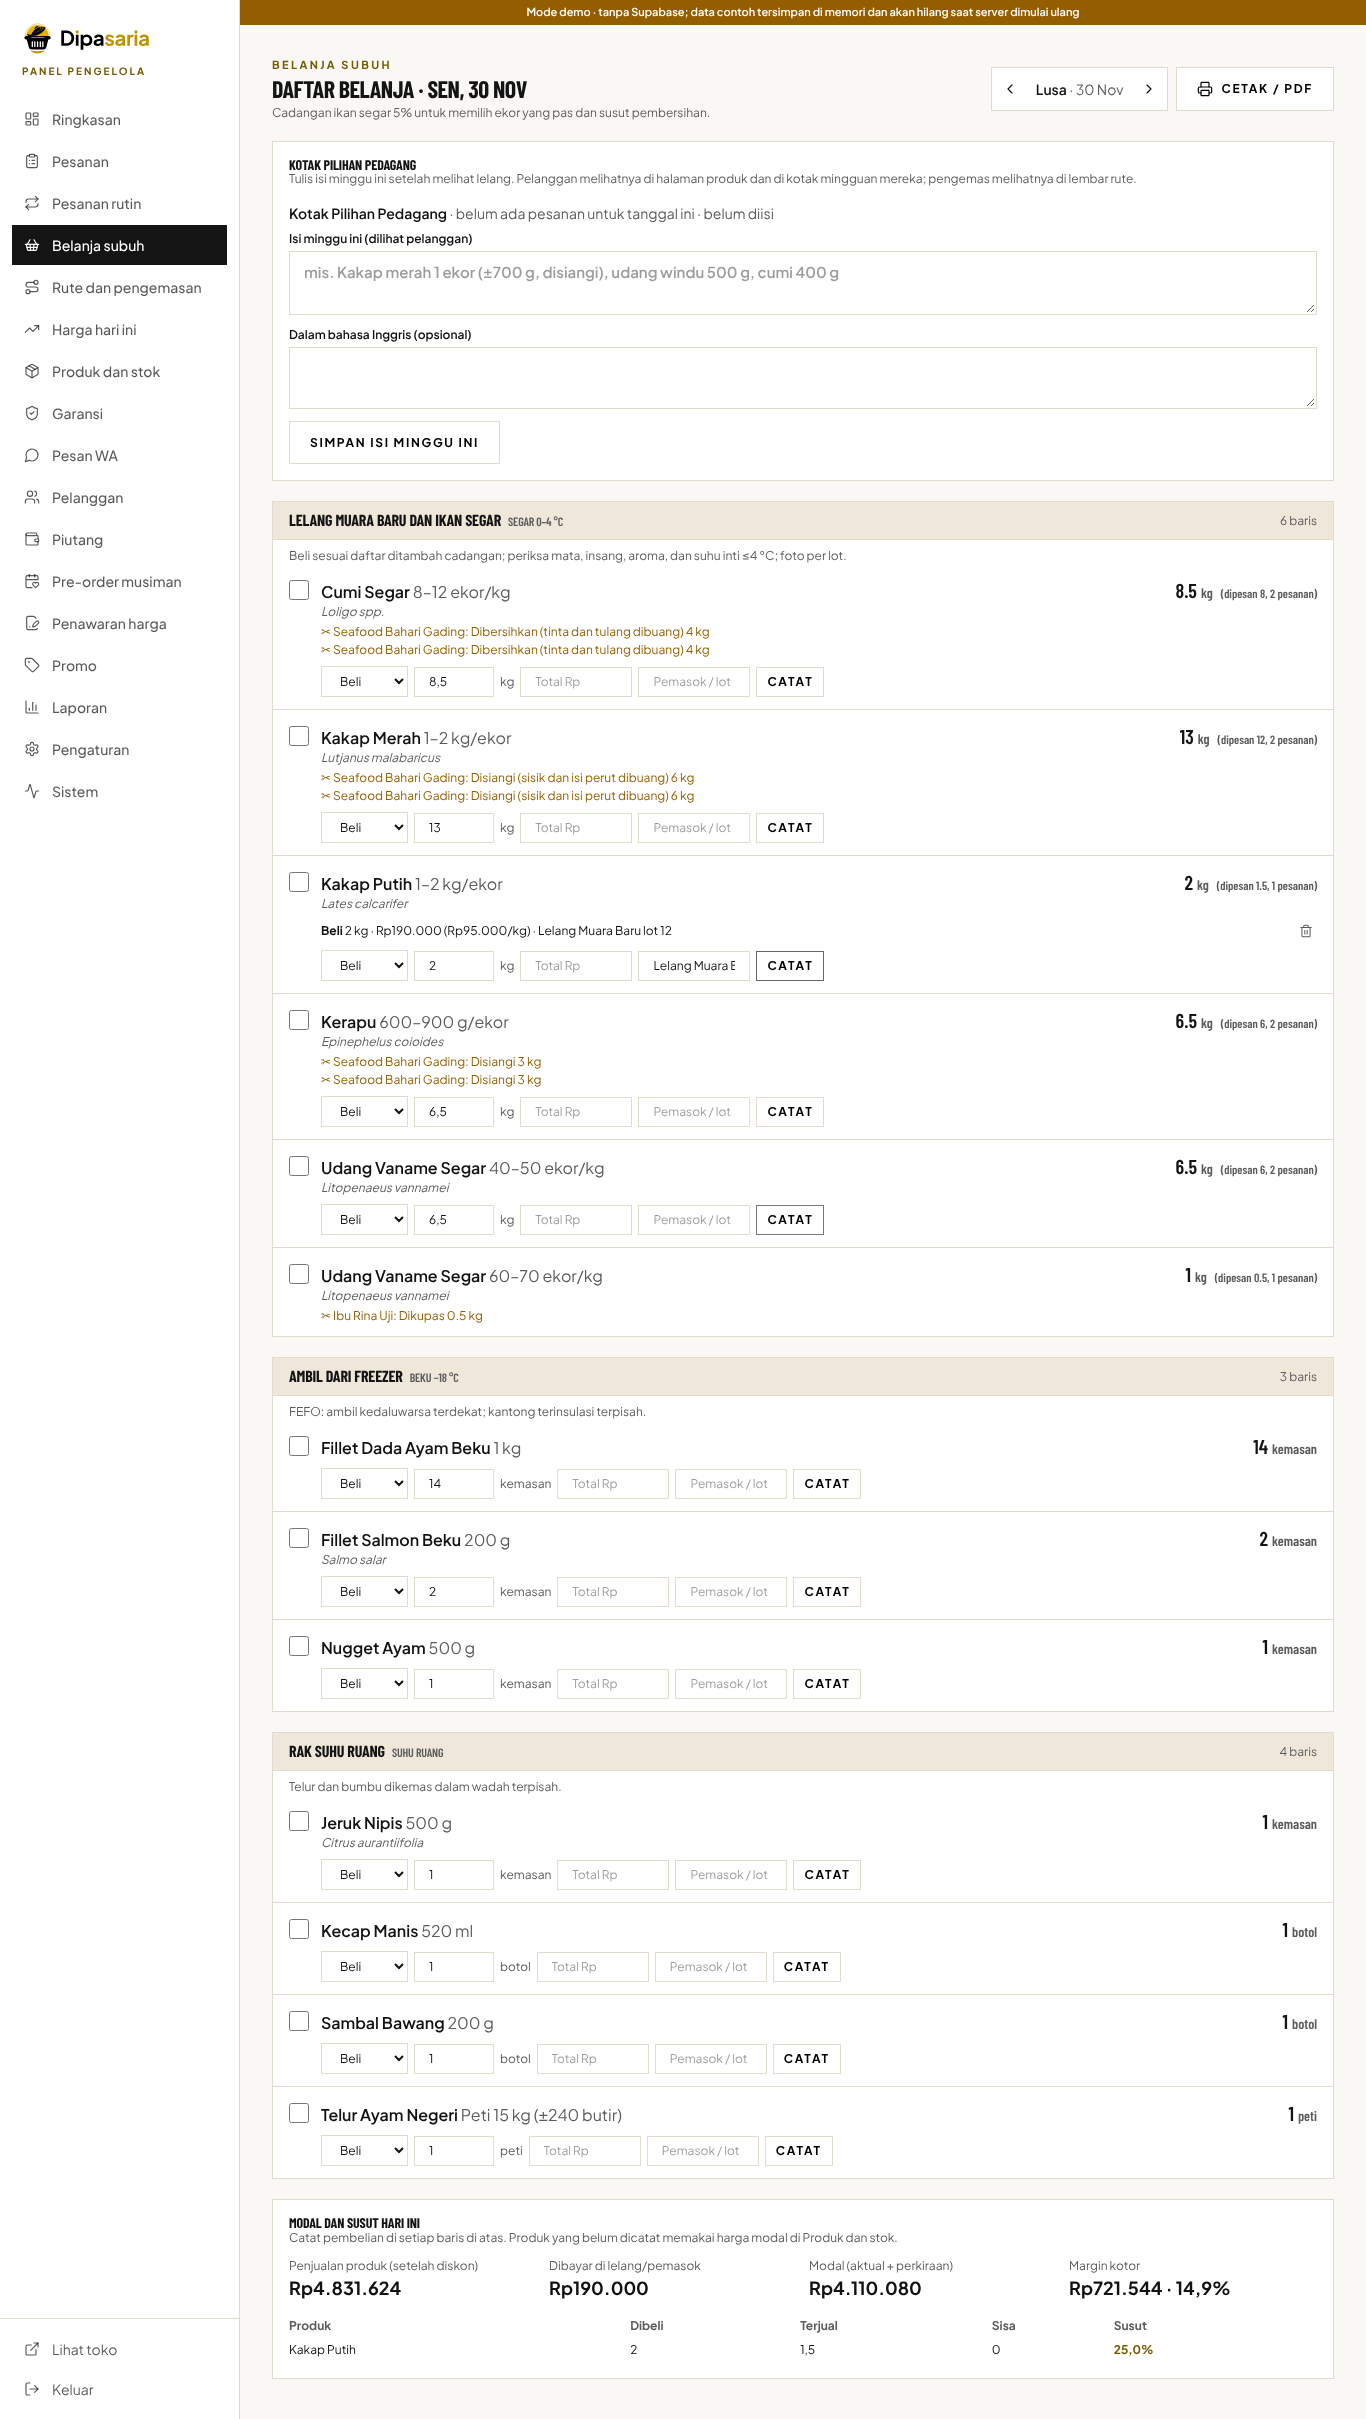 Mode demo · tanpa Supabase; data contoh tersimpan di memori dan akan hilang saat server dimulai ulang
Dipasaria
PANEL PENGELOLA
Ringkasan
Pesanan
Pesanan rutin
Belanja subuh
Rute dan pengemasan
Harga hari ini
Produk dan stok
Garansi
Pesan WA
Pelanggan
Piutang
Pre-order musiman
Penawaran harga
Promo
Laporan
Pengaturan
Sistem
Lihat toko
Keluar
BELANJA SUBUH
DAFTAR BELANJA · SEN, 30 NOV
Cadangan ikan segar 5% untuk memilih ekor yang pas dan susut pembersihan.
Lusa · 30 Nov
CETAK / PDF
KOTAK PILIHAN PEDAGANG
Tulis isi minggu ini setelah melihat lelang. Pelanggan melihatnya di halaman produk dan di kotak mingguan mereka; pengemas melihatnya di lembar rute.
Kotak Pilihan Pedagang · belum ada pesanan untuk tanggal ini · belum diisi
Isi minggu ini (dilihat pelanggan)
mis. Kakap merah 1 ekor (±700 g, disiangi), udang windu 500 g, cumi 400 g
Dalam bahasa Inggris (opsional)
SIMPAN ISI MINGGU INI
LELANG MUARA BARU DAN IKAN SEGAR SEGAR 0–4 °C 6 baris
Beli sesuai daftar ditambah cadangan; periksa mata, insang, aroma, dan suhu inti ≤4 °C; foto per lot.
Cumi Segar 8–12 ekor/kg 8.5 kg (dipesan 8, 2 pesanan)
Loligo spp.
✂ Seafood Bahari Gading: Dibersihkan (tinta dan tulang dibuang) 4 kg
✂ Seafood Bahari Gading: Dibersihkan (tinta dan tulang dibuang) 4 kg
Beli 8,5 kg Total Rp Pemasok / lot CATAT
Kakap Merah 1–2 kg/ekor 13 kg (dipesan 12, 2 pesanan)
Lutjanus malabaricus
✂ Seafood Bahari Gading: Disiangi (sisik dan isi perut dibuang) 6 kg
✂ Seafood Bahari Gading: Disiangi (sisik dan isi perut dibuang) 6 kg
Beli 13 kg Total Rp Pemasok / lot CATAT
Kakap Putih 1–2 kg/ekor 2 kg (dipesan 1.5, 1 pesanan)
Lates calcarifer
Beli 2 kg · Rp190.000 (Rp95.000/kg) · Lelang Muara Baru lot 12
Beli 2 kg Total Rp Lelang Muara B CATAT
Kerapu 600–900 g/ekor 6.5 kg (dipesan 6, 2 pesanan)
Epinephelus coioides
✂ Seafood Bahari Gading: Disiangi 3 kg
✂ Seafood Bahari Gading: Disiangi 3 kg
Beli 6,5 kg Total Rp Pemasok / lot CATAT
Udang Vaname Segar 40–50 ekor/kg 6.5 kg (dipesan 6, 2 pesanan)
Litopenaeus vannamei
Beli 6,5 kg Total Rp Pemasok / lot CATAT
Udang Vaname Segar 60–70 ekor/kg 1 kg (dipesan 0.5, 1 pesanan)
Litopenaeus vannamei
✂ Ibu Rina Uji: Dikupas 0.5 kg
AMBIL DARI FREEZER BEKU −18 °C 3 baris
FEFO: ambil kedaluwarsa terdekat; kantong terinsulasi terpisah.
Fillet Dada Ayam Beku 1 kg 14 kemasan
Beli 14 kemasan Total Rp Pemasok / lot CATAT
Fillet Salmon Beku 200 g 2 kemasan
Salmo salar
Beli 2 kemasan Total Rp Pemasok / lot CATAT
Nugget Ayam 500 g 1 kemasan
Beli 1 kemasan Total Rp Pemasok / lot CATAT
RAK SUHU RUANG SUHU RUANG 4 baris
Telur dan bumbu dikemas dalam wadah terpisah.
Jeruk Nipis 500 g 1 kemasan
Citrus aurantiifolia
Beli 1 kemasan Total Rp Pemasok / lot CATAT
Kecap Manis 520 ml 1 botol
Beli 1 botol Total Rp Pemasok / lot CATAT
Sambal Bawang 200 g 1 botol
Beli 1 botol Total Rp Pemasok / lot CATAT
Telur Ayam Negeri Peti 15 kg (±240 butir) 1 peti
Beli 1 peti Total Rp Pemasok / lot CATAT
MODAL DAN SUSUT HARI INI
Catat pembelian di setiap baris di atas. Produk yang belum dicatat memakai harga modal di Produk dan stok.
Penjualan produk (setelah diskon) Dibayar di lelang/pemasok Modal (aktual + perkiraan) Margin kotor
Rp4.831.624 Rp190.000 Rp4.110.080 Rp721.544 · 14,9%
Produk Dibeli Terjual Sisa Susut
Kakap Putih 2 1,5 0 25,0%